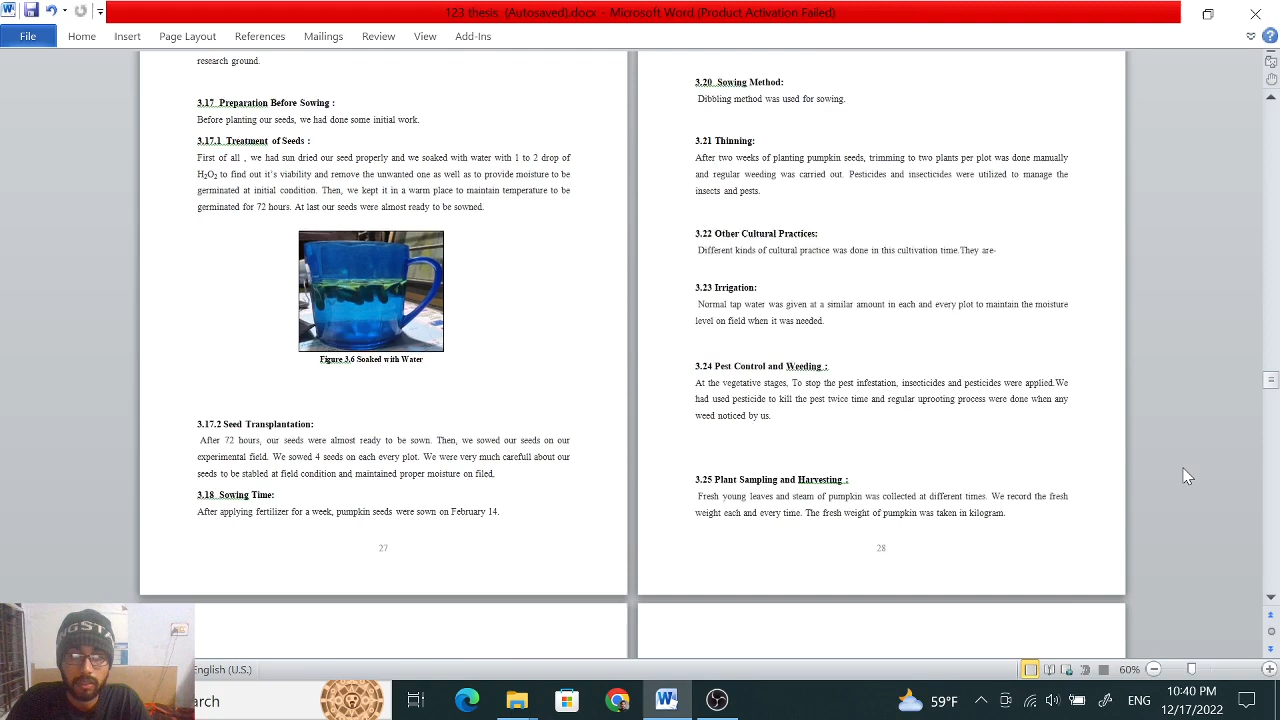 123 thesis (Autosaved).docx - Microsoft Word (Product Activation Failed)
File Home Insert Page Layout References Mailings Review View Add-Ins
research ground.
3.17 Preparation Before Sowing :
Before planting our seeds, we had done some initial work.
3.17.1 Treatment of Seeds :
First of all , we had sun dried our seed properly and we soaked with water with 1 to 2 drop of
H₂O₂ to find out it's viability and remove the unwanted one as well as to provide moisture to be
germinated at initial condition. Then, we kept it in a warm place to maintain temperature to be
germinated for 72 hours. At last our seeds were almost ready to be sowned.
Figure 3.6 Soaked with Water
3.17.2 Seed Transplantation:
After 72 hours, our seeds were almost ready to be sown. Then, we sowed our seeds on our
experimental field. We sowed 4 seeds on each every plot. We were very much carefull about our
seeds to be stabled at field condition and maintained proper moisture on filed.
3.18 Sowing Time:
After applying fertilizer for a week, pumpkin seeds were sown on February 14.
27
3.20 Sowing Method:
Dibbling method was used for sowing.
3.21 Thinning:
After two weeks of planting pumpkin seeds, trimming to two plants per plot was done manually
and regular weeding was carried out. Pesticides and insecticides were utilized to manage the
insects and pests.
3.22 Other Cultural Practices:
Different kinds of cultural practice was done in this cultivation time.They are-
3.23 Irrigation:
Normal tap water was given at a similar amount in each and every plot to maintain the moisture
level on field when it was needed.
3.24 Pest Control and Weeding :
At the vegetative stages, To stop the pest infestation, insecticides and pesticides were applied.We
had used pesticide to kill the pest twice time and regular uprooting process were done when any
weed noticed by us.
3.25 Plant Sampling and Harvesting :
Fresh young leaves and steam of pumpkin was collected at different times. We record the fresh
weight each and every time. The fresh weight of pumpkin was taken in kilogram.
28
English (U.S.)
60%
arch
59°F
ENG
10:40 PM
12/17/2022